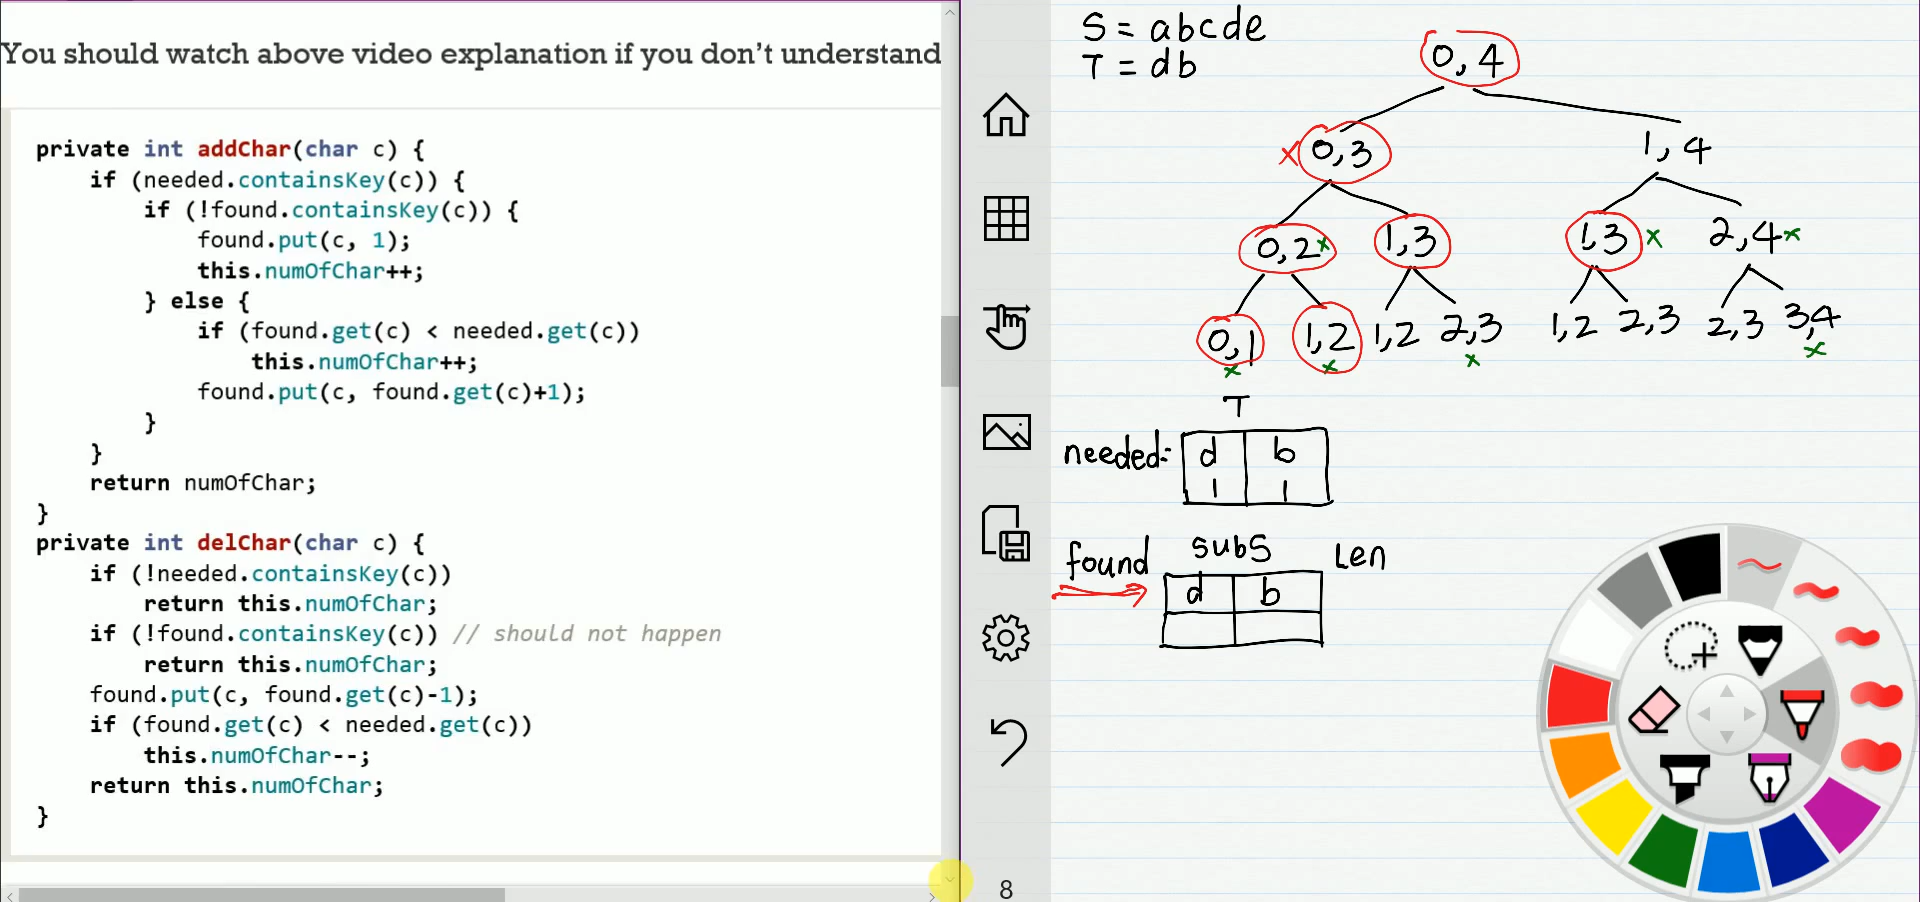 You should watch above video explanation if you don't understand
private int addChar(char c) {
if (needed.containsKey(c)) {
if (!found.containsKey(c)) {
found.put(c, 1);
this.numOfChar++;
} else {
if (found.get(c) < needed.get(c))
this.numOfChar++;
found.put(c, found.get(c)+1);
}
}
return numOfChar;
}
private int delChar(char c) {
if (!needed.containsKey(c))
return this.numOfChar;
if (!found.containsKey(c)) // should not happen
return this.numOfChar;
found.put(c, found.get(c)-1);
if (found.get(c) < needed.get(c))
this.numOfChar--;
return this.numOfChar;
}
8
S = abcde
T = db
0,4
x 0,3 1,4
0,2 x 1,3 1,3 x 2,4 x
0,1 1,2 1,2 2,3 1,2 2,3 2,3 3,4
x x x x
T
needed= d b
1 1
found subS Len
d b